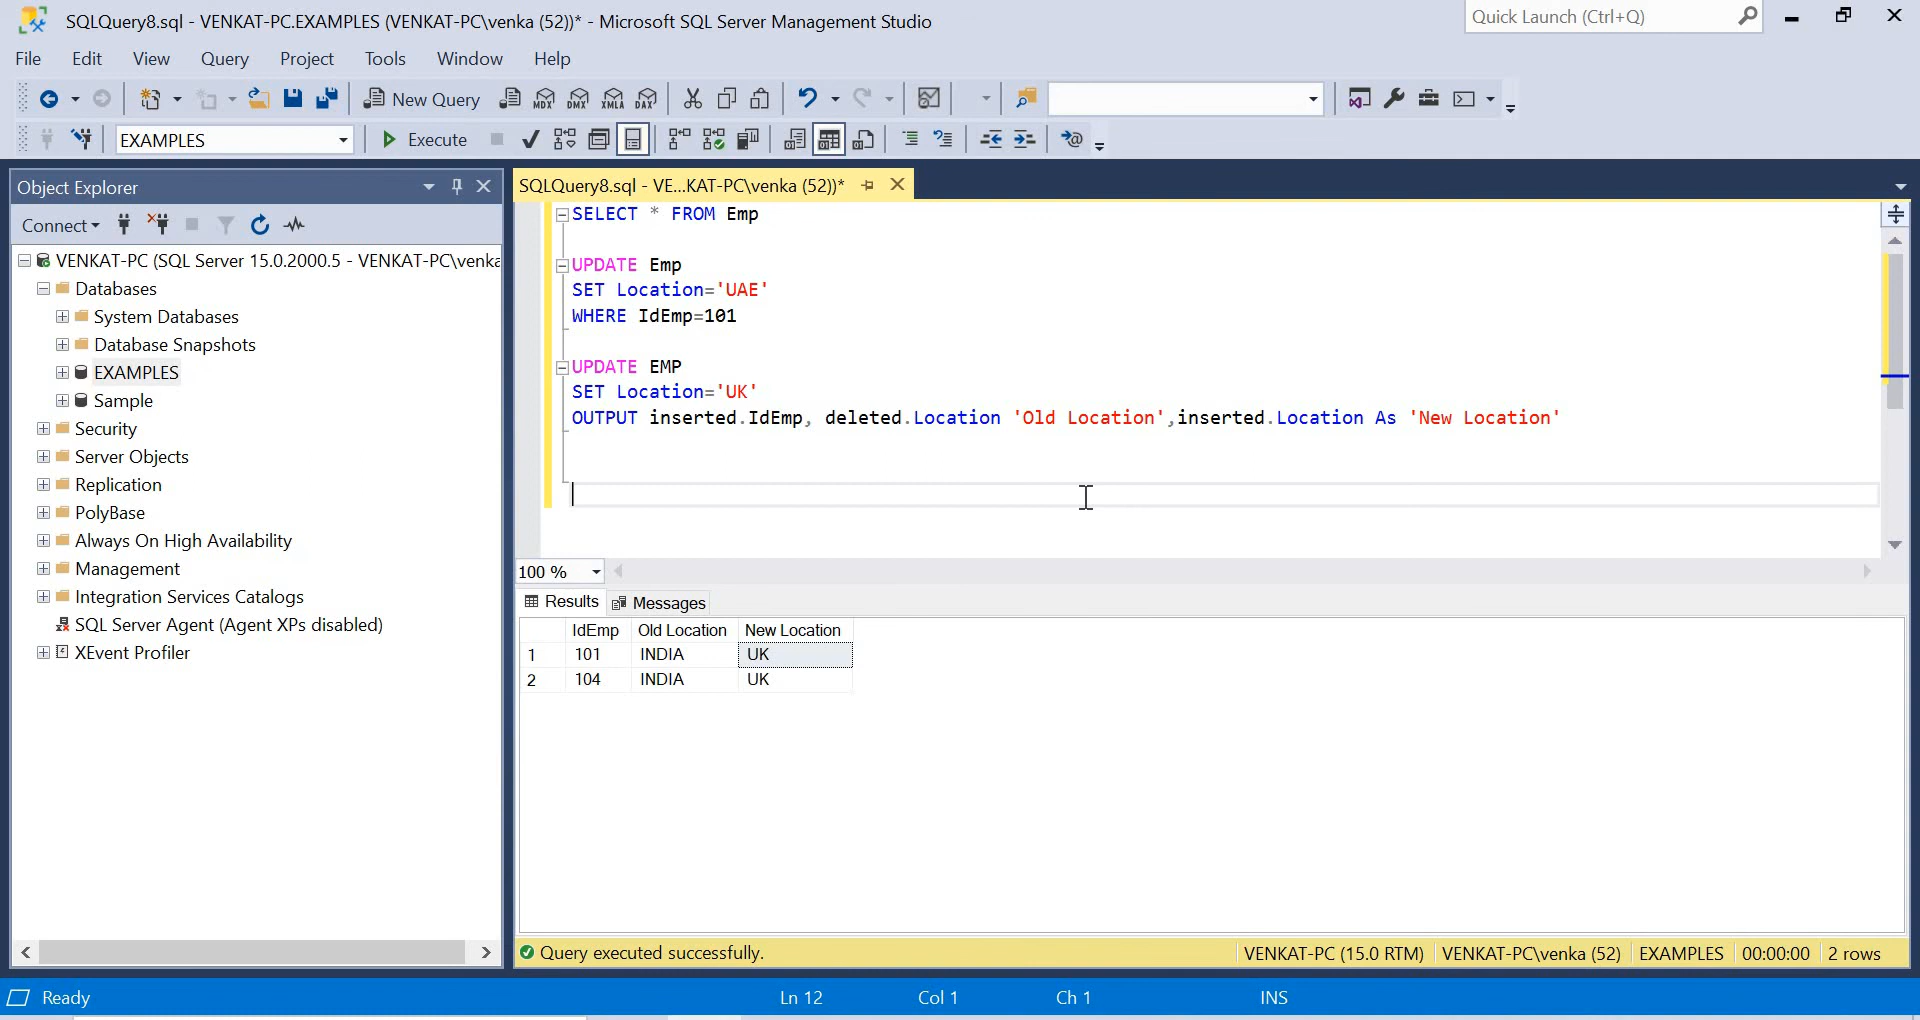 SQLQuery8.sql - VENKAT-PC.EXAMPLES (VENKAT-PC\venka (52))* - Microsoft SQL Server Management Studio
Quick Launch (Ctrl+Q)
File Edit View Query Project Tools Window Help
New Query MDX DMX XMLA DAX
EXAMPLES Execute
Object Explorer
Connect
VENKAT-PC (SQL Server 15.0.2000.5 - VENKAT-PC\venka
Databases
System Databases
Database Snapshots
EXAMPLES
Sample
Security
Server Objects
Replication
PolyBase
Always On High Availability
Management
Integration Services Catalogs
SQL Server Agent (Agent XPs disabled)
XEvent Profiler
SQLQuery8.sql - VE...KAT-PC\venka (52))*
SELECT * FROM Emp
UPDATE Emp
SET Location='UAE'
WHERE IdEmp=101
UPDATE EMP
SET Location='UK'
OUTPUT inserted.IdEmp, deleted.Location 'Old Location',inserted.Location As 'New Location'
100 %
Results Messages
IdEmp Old Location New Location
1 101 INDIA UK
2 104 INDIA UK
Query executed successfully. VENKAT-PC (15.0 RTM) VENKAT-PC\venka (52) EXAMPLES 00:00:00 2 rows
Ready Ln 12 Col 1 Ch 1 INS